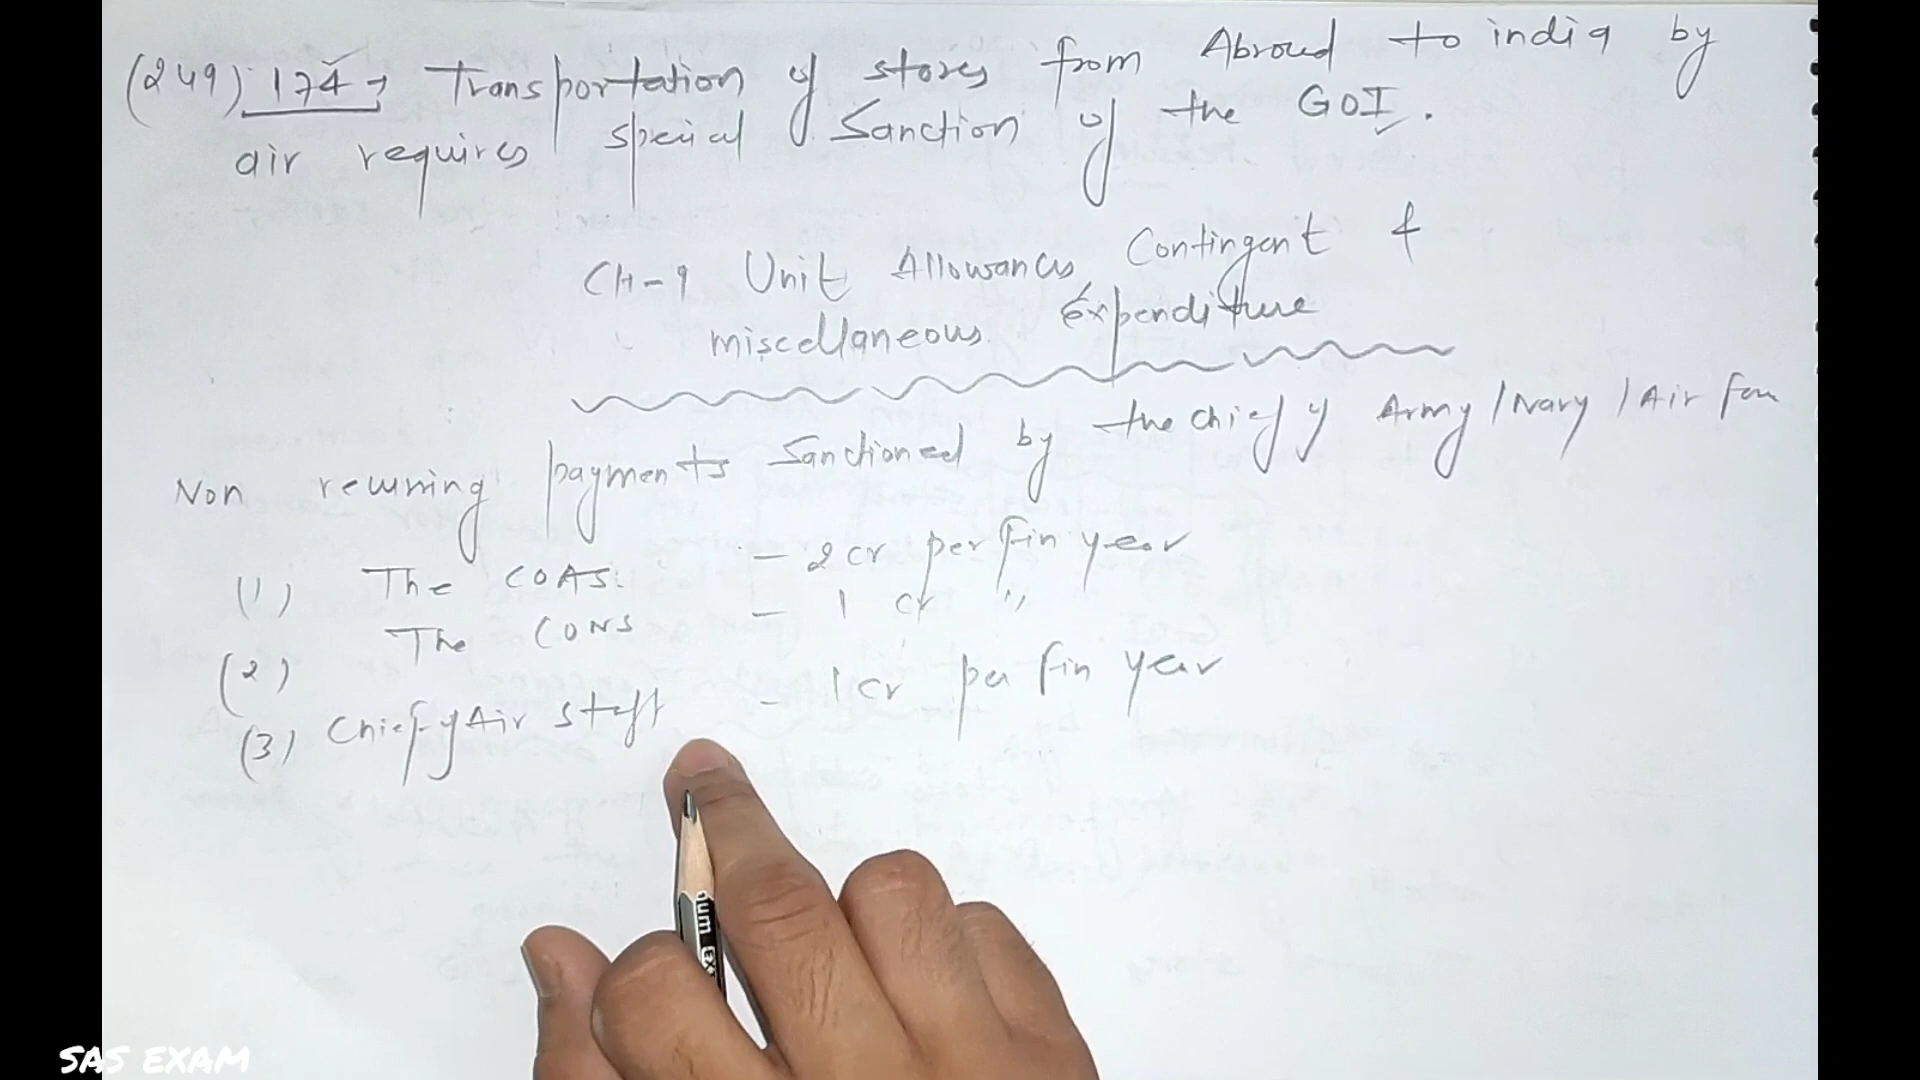 (249) 174 → Transportation of stores from Abroad to india by
air requires special Sanction of the GOI.
CH-9 Unit Allowances, Contingent &
miscellaneous Expenditure
Non recurring payments Sanctioned by the chief of Army / Navy / Air
(1) The COAS. - 2 cr per fin year
(2) The CONS - 1 cr "
(3) Chief of Air staff - 1 cr per fin year
SAS EXAM